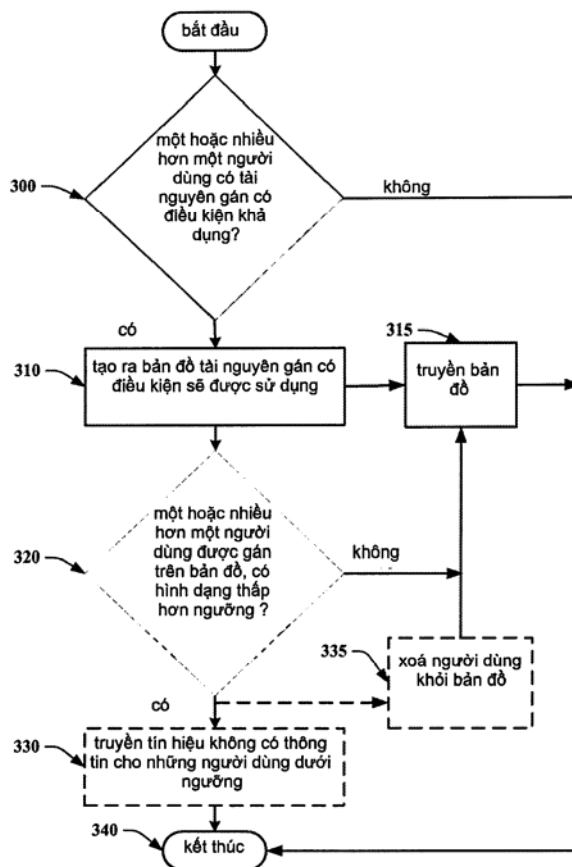 bắt đầu
một hoặc nhiều
hơn một người
dùng có tài
nguyên gán có
điều kiện khả
dụng?
300
không
có
315
310
tạo ra bản đồ tài nguyên gán có
điều kiện sẽ được sử dụng
truyền bản
đồ
một hoặc nhiều
hơn một người
dùng được gán
trên bản đồ, có
hình dạng thấp
hơn ngưỡng ?
320
không
335
xoá người dùng
khỏi bản đồ
có
330
truyền tín hiệu không có thông
tin cho những người dùng dưới
ngưỡng
340
kết thúc